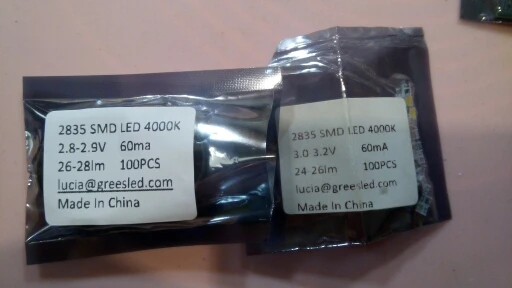 2835 SMD LED 4000K
2.8-2.9V 60ma
26-28lm 100PCS
lucia@greesled.com
Made In China
2835 SMD LED 4000K
3.0-3.2V 60mA
24-26lm 100PCS
lucia@greesled.com
Made In China